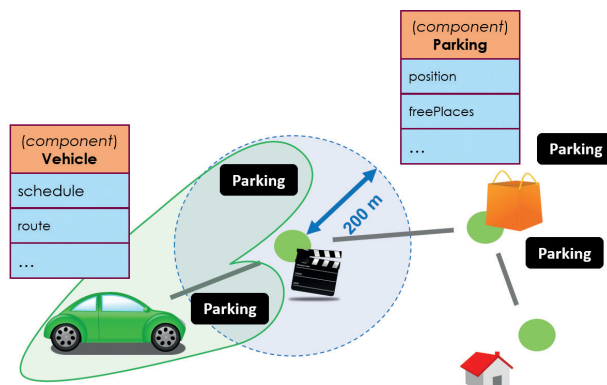 (component)
Parking
position
freePlaces
...
(component)
Vehicle
schedule
route
...
Parking
Parking
200 m
Parking
Parking